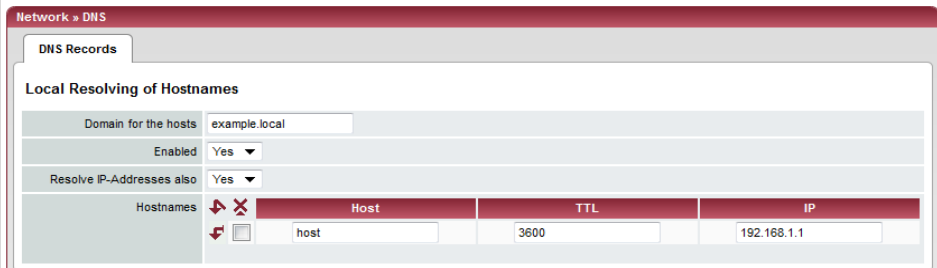 Network » DNS
DNS Records
Local Resolving of Hostnames
Domain for the hosts example.local
Enabled Yes
Resolve IP-Addresses also Yes
Hostnames Host TTL IP
host 3600 192.168.1.1